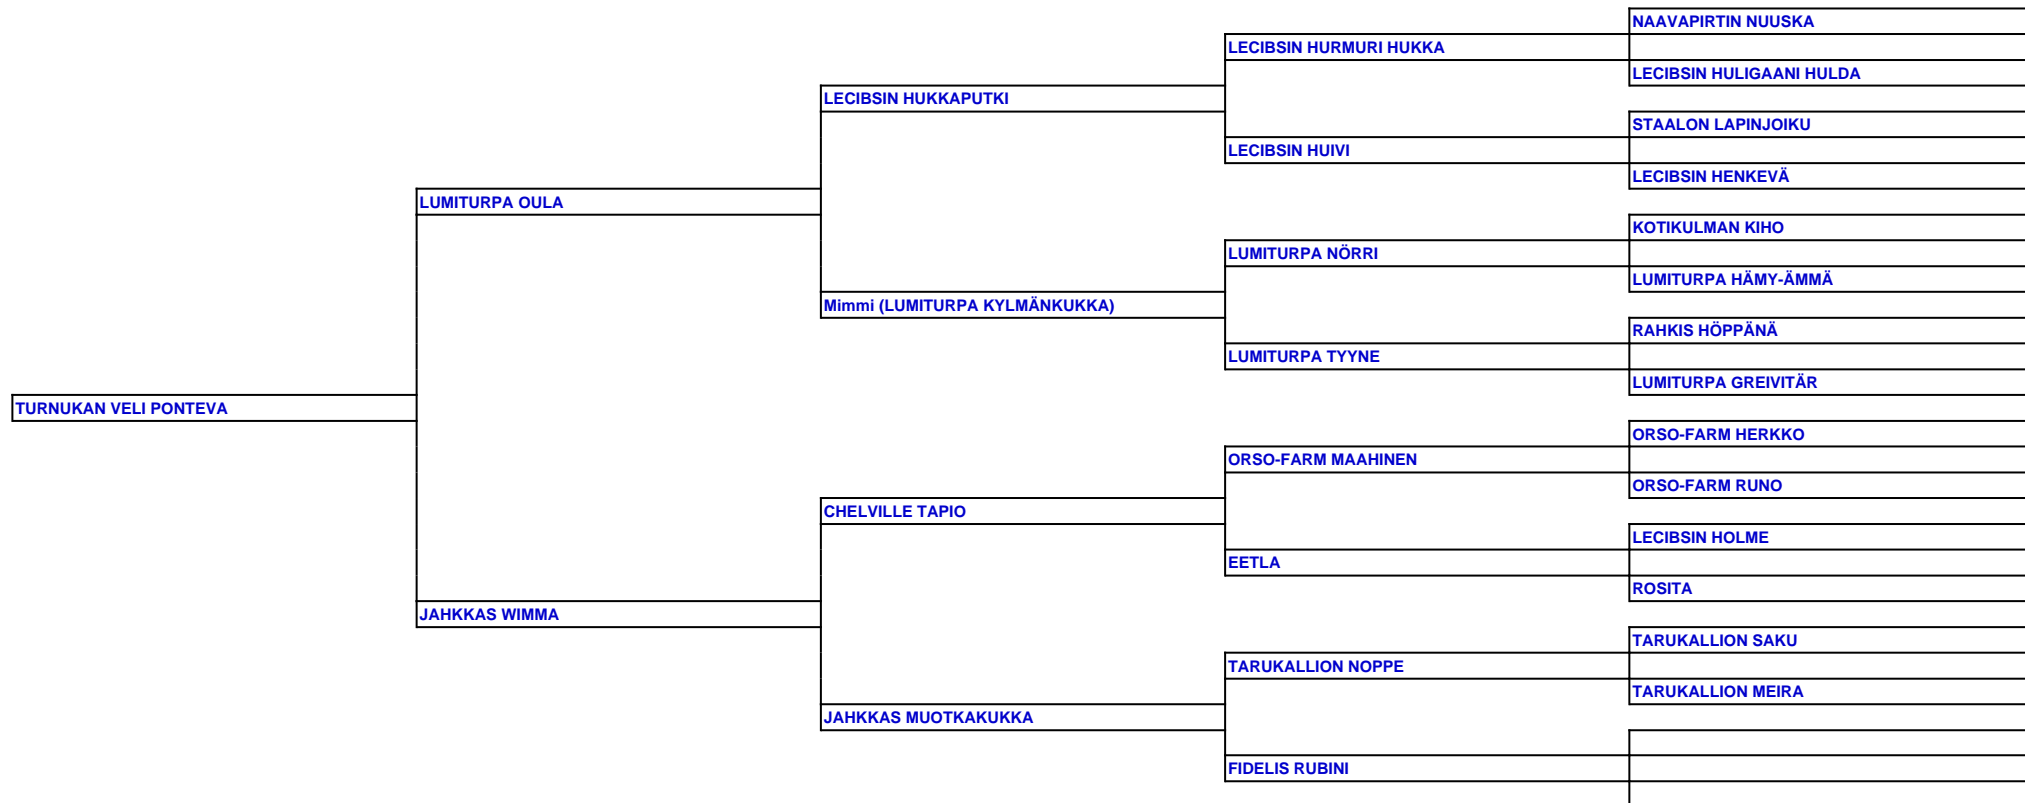 NAAVAPIRTIN NUUSKA
LECIBSIN HURMURI HUKKA
LECIBSIN HULIGAANI HULDA
LECIBSIN HUKKAPUTKI
STAALON LAPINJOIKU
LECIBSIN HUIVI
LECIBSIN HENKEVÄ
LUMITURPA OULA
KOTIKULMAN KIHO
LUMITURPA NÖRRI
LUMITURPA HÄMY-ÄMMÄ
Mimmi (LUMITURPA KYLMÄNKUKKA)
RAHKIS HÖPPÄNÄ
LUMITURPA TYYNE
LUMITURPA GREIVITÄR
TURNUKAN VELI PONTEVA
ORSO-FARM HERKKO
ORSO-FARM MAAHINEN
ORSO-FARM RUNO
CHELVILLE TAPIO
LECIBSIN HOLME
EETLA
ROSITA
JAHKKAS WIMMA
TARUKALLION SAKU
TARUKALLION NOPPE
TARUKALLION MEIRA
JAHKKAS MUOTKAKUKKA
FIDELIS RUBINI